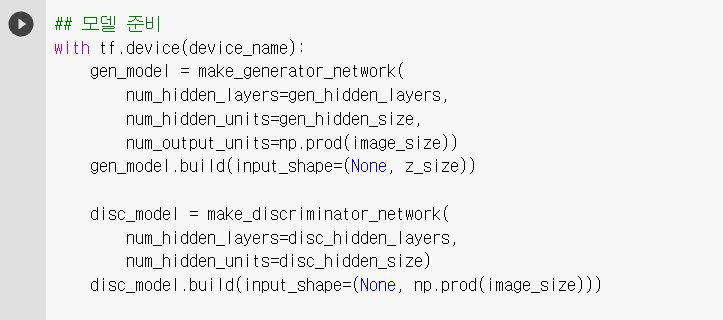 ## 모델 준비
with tf.device(device_name):
    gen_model = make_generator_network(
        num_hidden_layers=gen_hidden_layers,
        num_hidden_units=gen_hidden_size,
        num_output_units=np.prod(image_size))
    gen_model.build(input_shape=(None, z_size))

    disc_model = make_discriminator_network(
        num_hidden_layers=disc_hidden_layers,
        num_hidden_units=disc_hidden_size)
    disc_model.build(input_shape=(None, np.prod(image_size)))